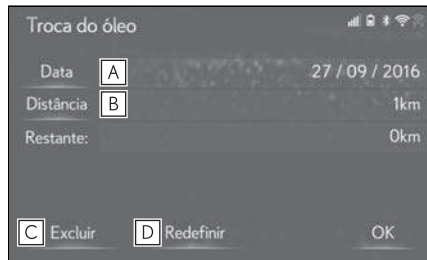 Troca do óleo
Data A 27 / 09 / 2016
Distância B 1km
Restante: 0km
C Excluir D Redefinir OK